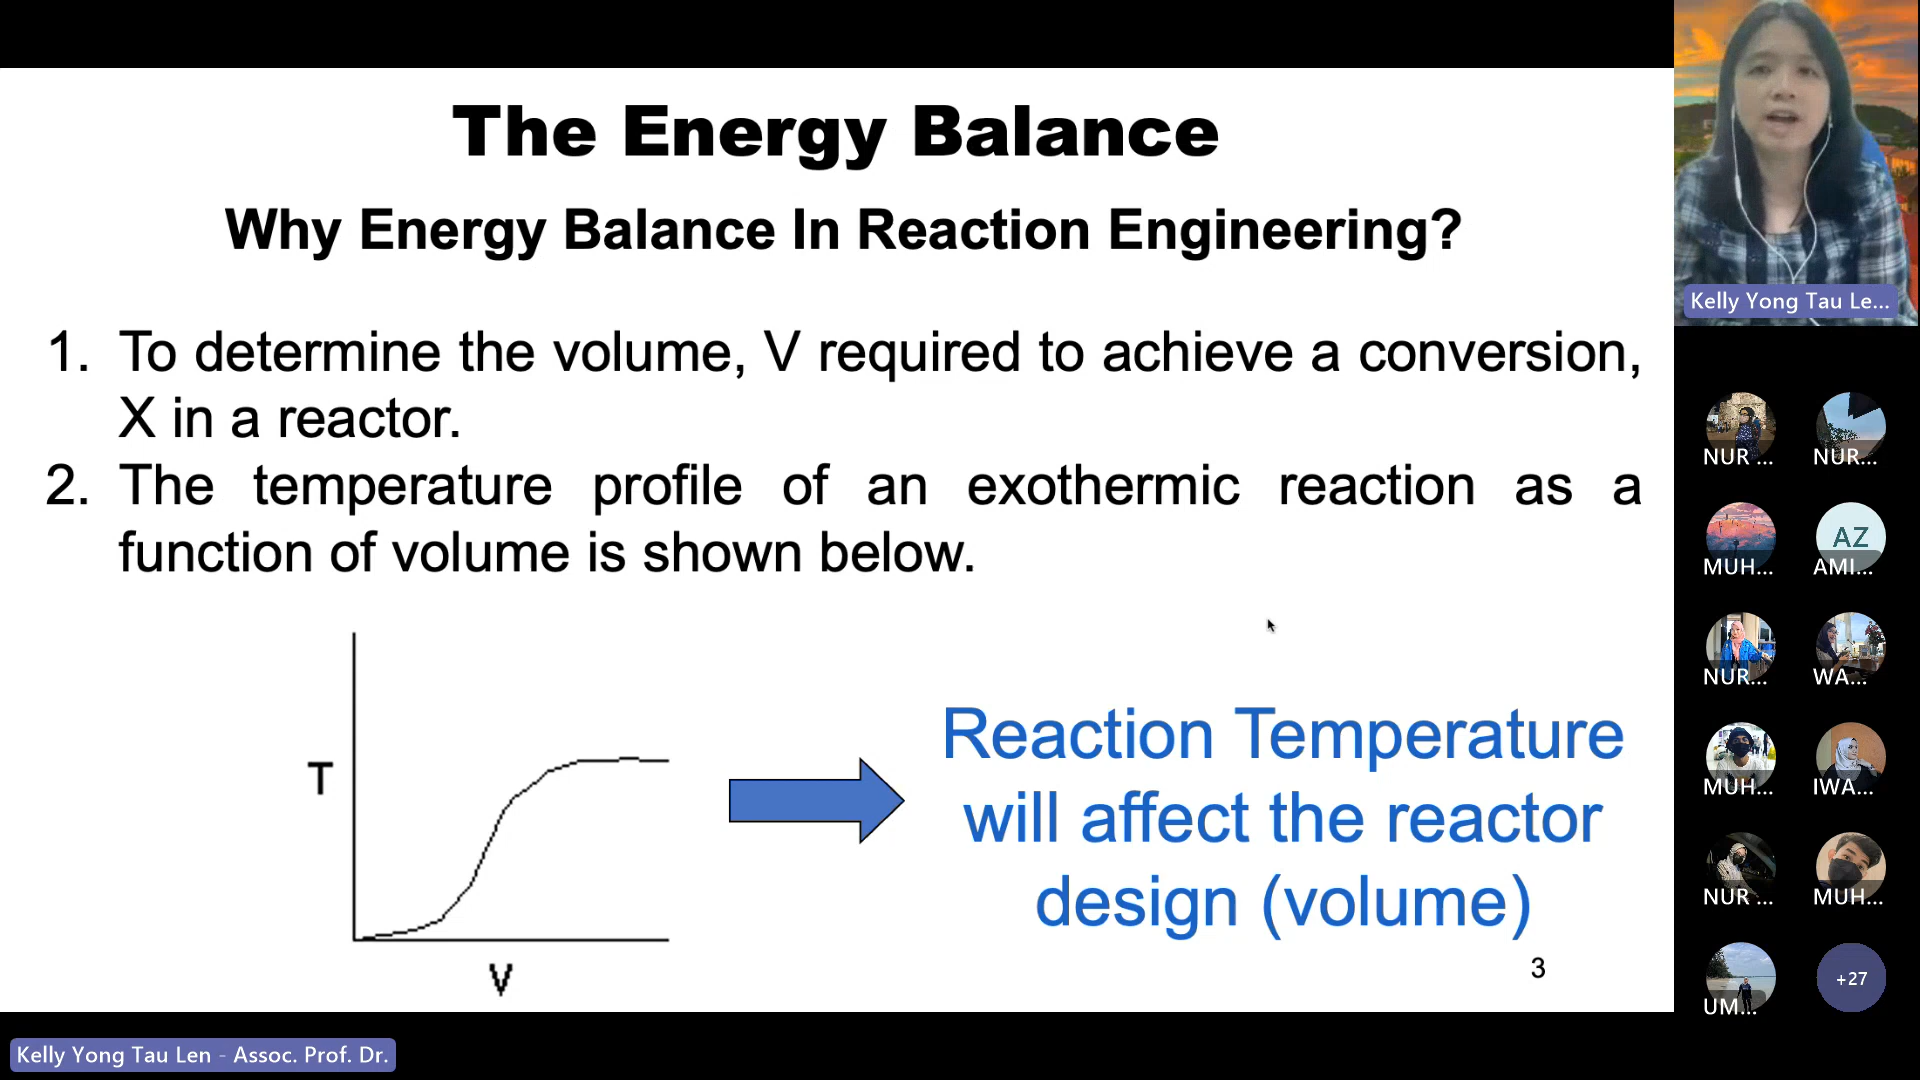 The Energy Balance
Why Energy Balance In Reaction Engineering?
1. To determine the volume, V required to achieve a conversion,
X in a reactor.
2. The temperature profile of an exothermic reaction as a
function of volume is shown below.
T
V
Reaction Temperature
will affect the reactor
design (volume)
3
Kelly Yong Tau Le...
NUR ...
NUR...
MUH...
AZ
AMI...
NUR...
WA...
MUH...
IWA...
NUR ...
MUH...
UM...
+27
Kelly Yong Tau Len - Assoc. Prof. Dr.